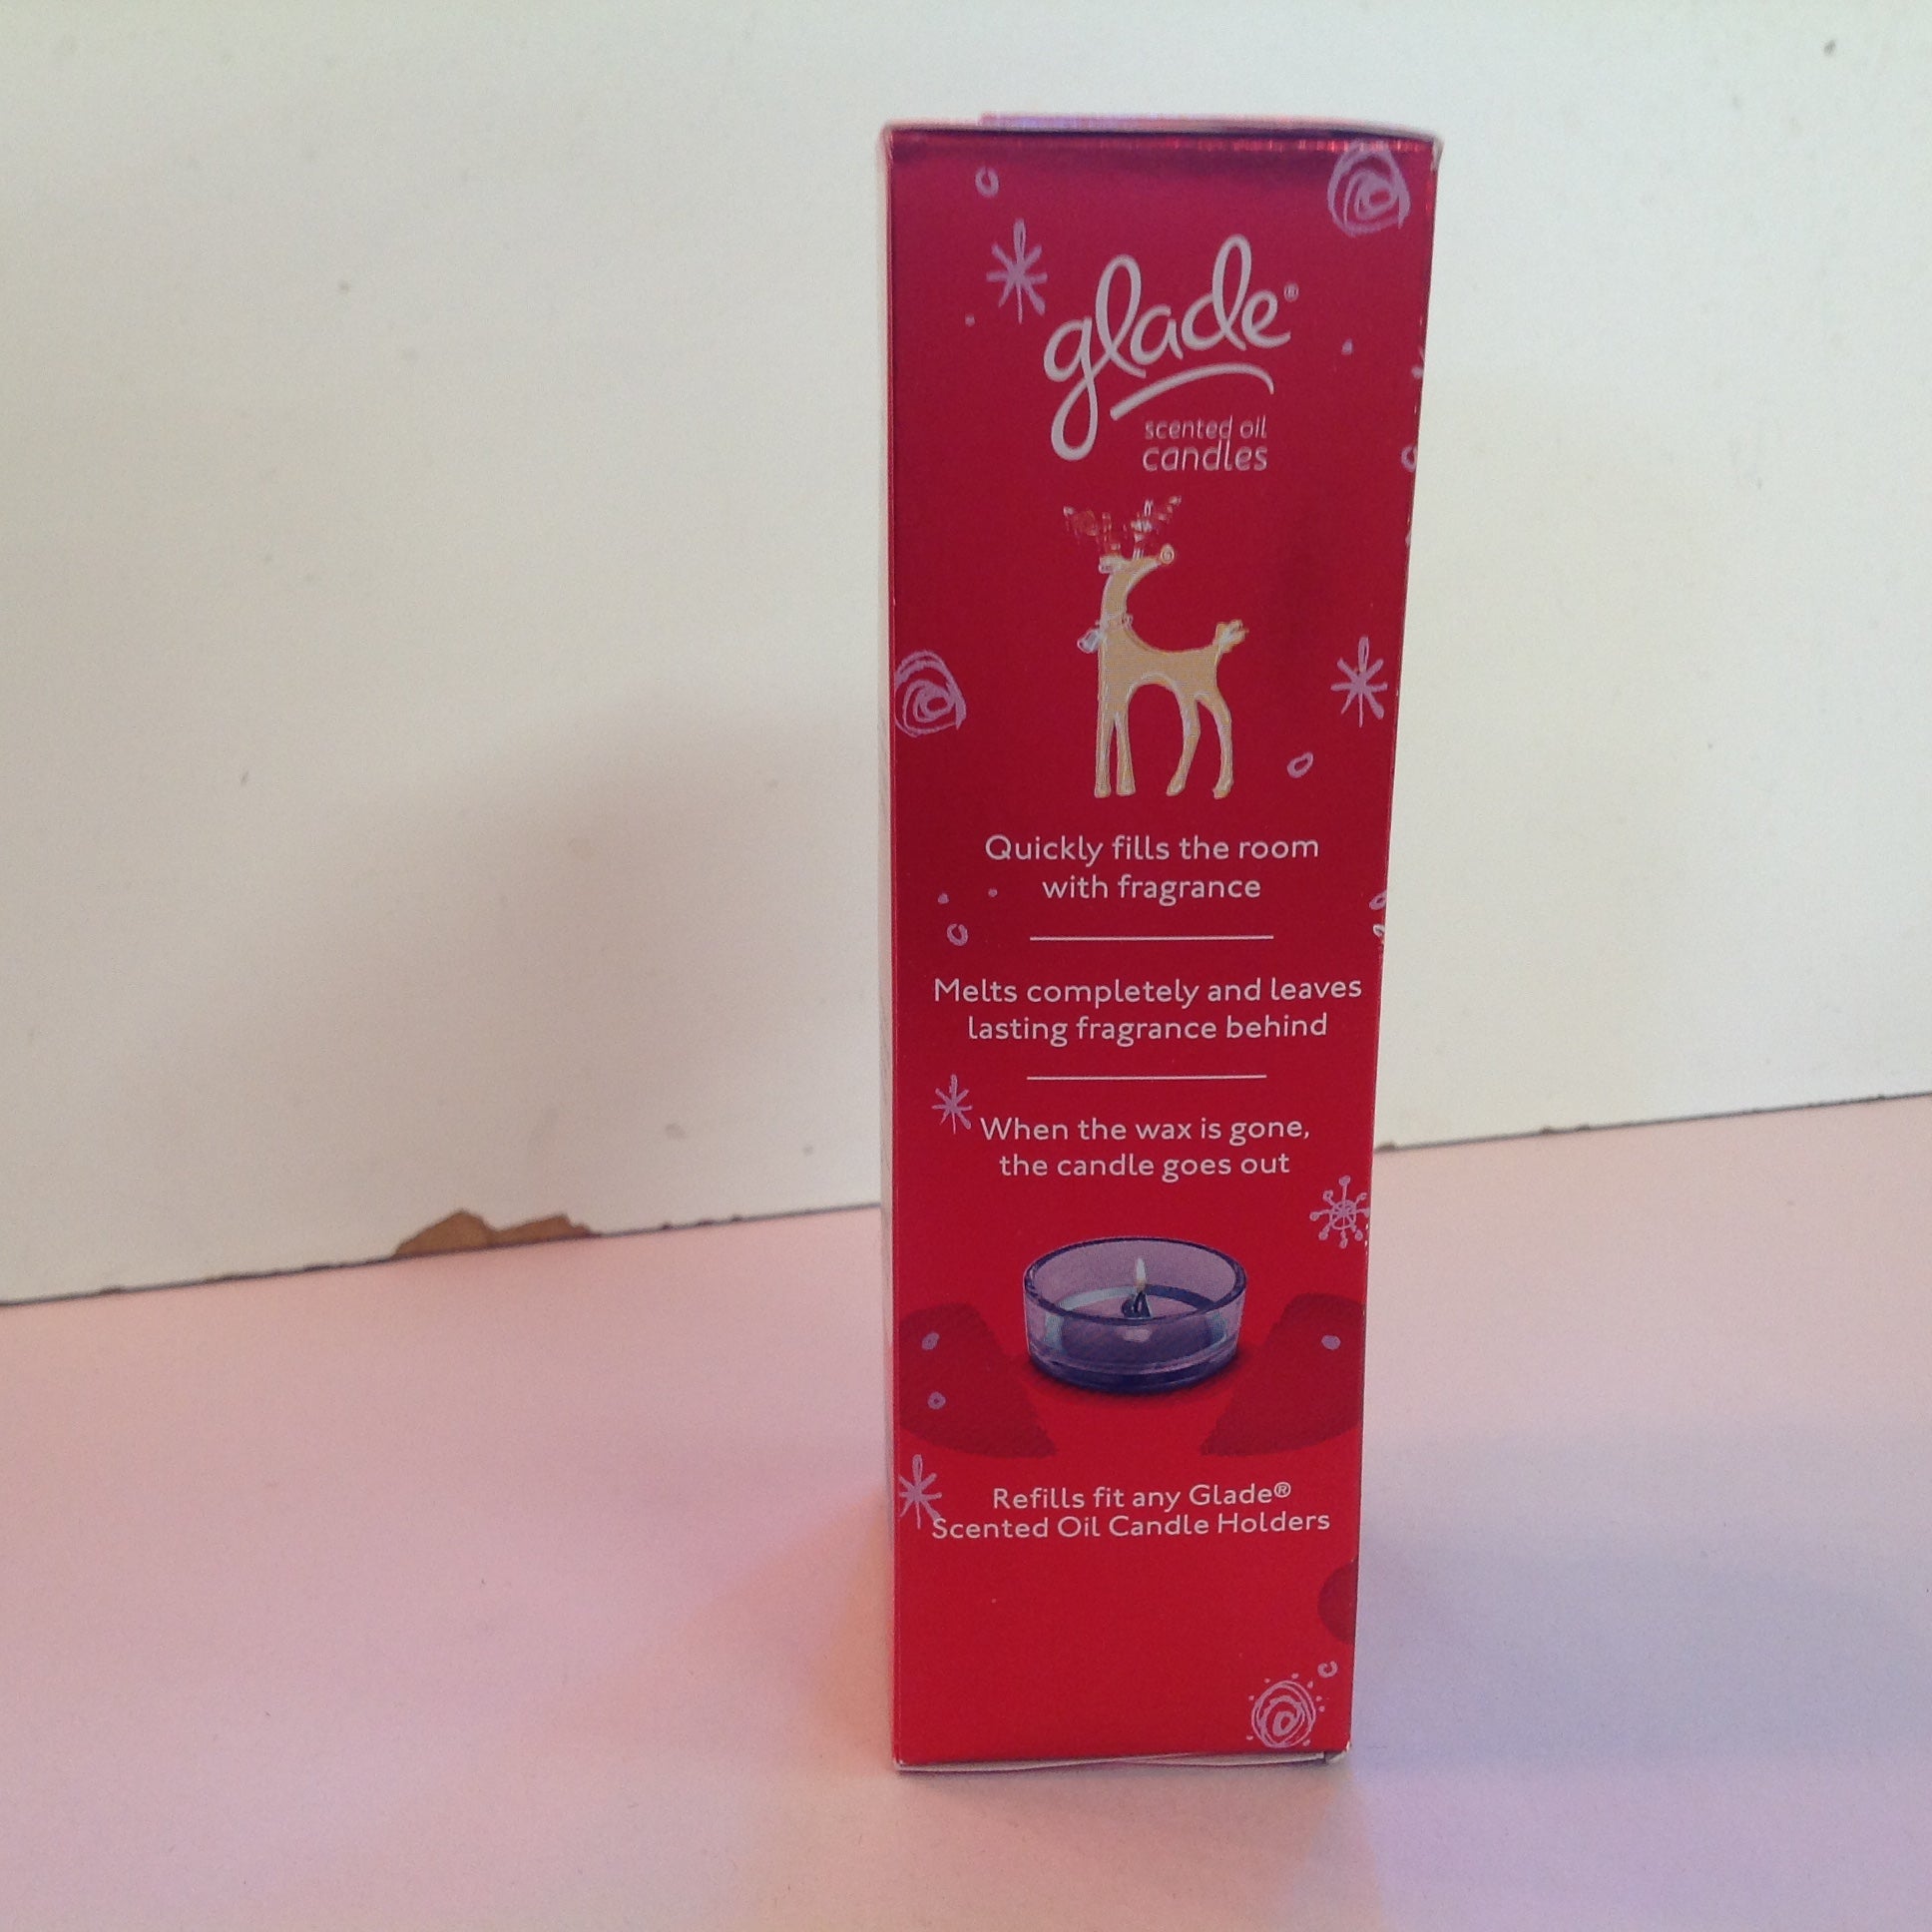 glade®
scented oil
candles
Quickly fills the room
with fragrance
Melts completely and leaves
lasting fragrance behind
When the wax is gone,
the candle goes out
Refills fit any Glade®
Scented Oil Candle Holders